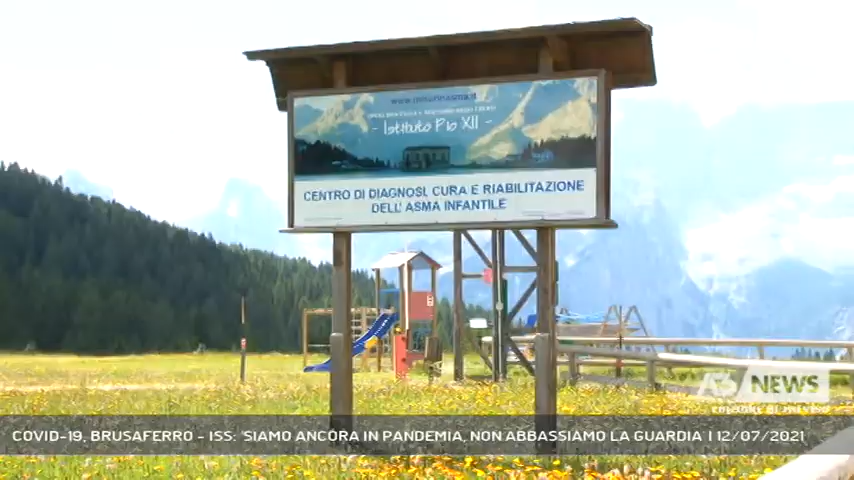 - Istituto Pio XII -
CENTRO DI DIAGNOSI, CURA E RIABILITAZIONE
DELL'ASMA INFANTILE
A3 NEWS
COVID-19, BRUSAFERRO - ISS: 'SIAMO ANCORA IN PANDEMIA, NON ABBASSIAMO LA GUARDIA' | 12/07/2021